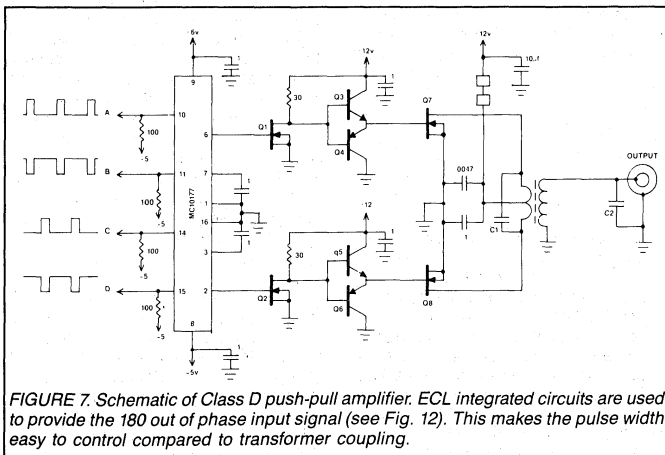 6v
12v
12v
1
9
1
10..f
30
Q3
Q7
A
10
100
-5
6
Q1
Q4
OUTPUT
B
11
7
100
-5
1
1
0047
MC10177
C
14
16
1
C1
C2
100
-5
3
1
-12
1
30
q5
D
15
2
100
-5
Q2
Q6
Q8
8
1
-5v
FIGURE 7. Schematic of Class D push-pull amplifier. ECL integrated circuits are used
to provide the 180 out of phase input signal (see Fig. 12). This makes the pulse width
easy to control compared to transformer coupling.